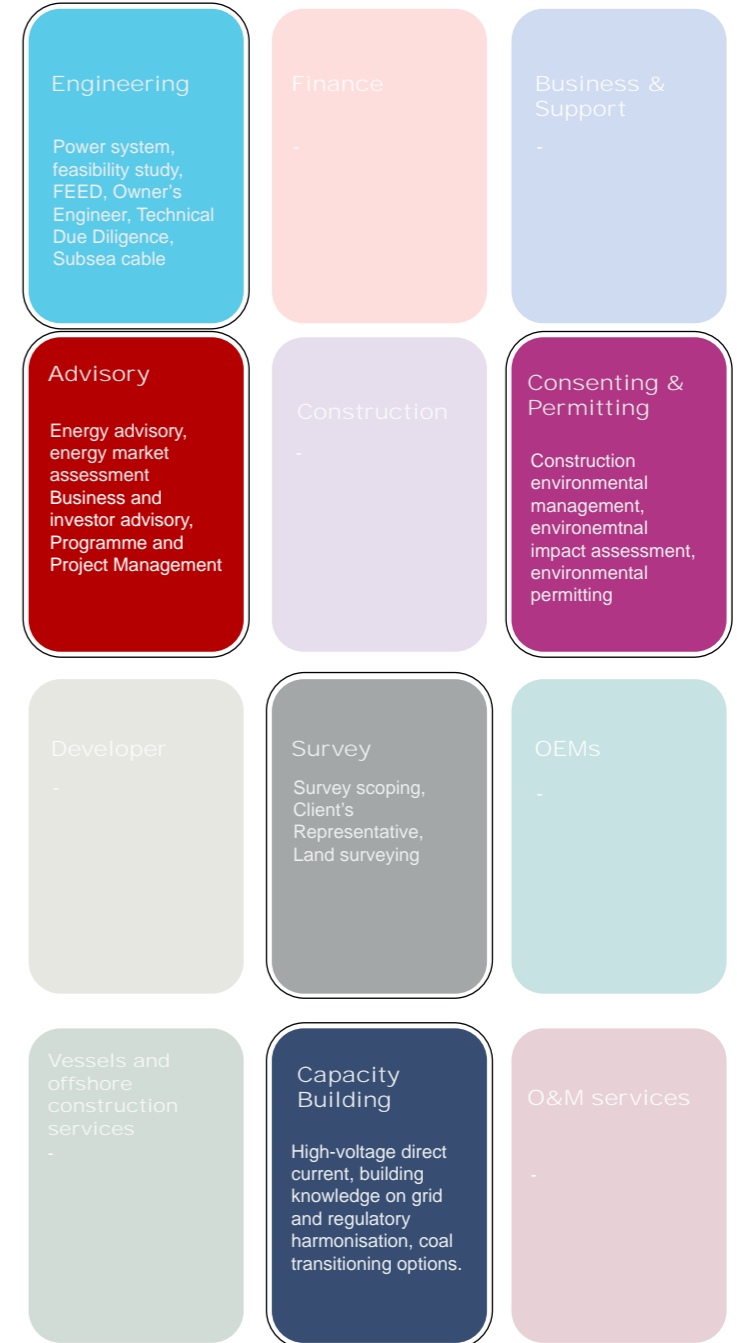 Engineering
Power system,
feasibility study,
FEED, Owner's
Engineer, Technical
Due Diligence,
Subsea cable
Finance
-
Business &
Support
-
Advisory
Energy advisory,
energy market
assessment
Business and
investor advisory,
Programme and
Project Management
Construction
-
Consenting &
Permitting
Construction
environmental
management,
environemtnal
impact assessment,
environmental
permitting
Developer
-
Survey
Survey scoping,
Client's
Representative,
Land surveying
OEMs
-
Vessels and
offshore
construction
services
-
Capacity
Building
High-voltage direct
current, building
knowledge on grid
and regulatory
harmonisation, coal
transitioning options.
O&M services
-